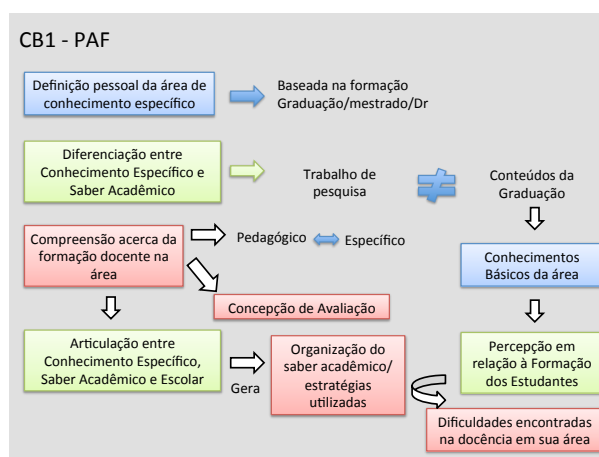 CB1 - PAF
Definição pessoal da área de
conhecimento específico
Baseada na formação
Graduação/mestrado/Dr
Diferenciação entre
Conhecimento Específico e
Saber Acadêmico
Trabalho de
pesquisa
Conteúdos da
Graduação
Compreensão acerca da
formação docente na
área
Pedagógico
Específico
Conhecimentos
Básicos da área
Concepção de Avaliação
Articulação entre
Conhecimento Específico,
Saber Acadêmico e Escolar
Gera
Organização do
saber acadêmico/
estratégias
utilizadas
Percepção em
relação à Formação
dos Estudantes
Dificuldades encontradas
na docência em sua área